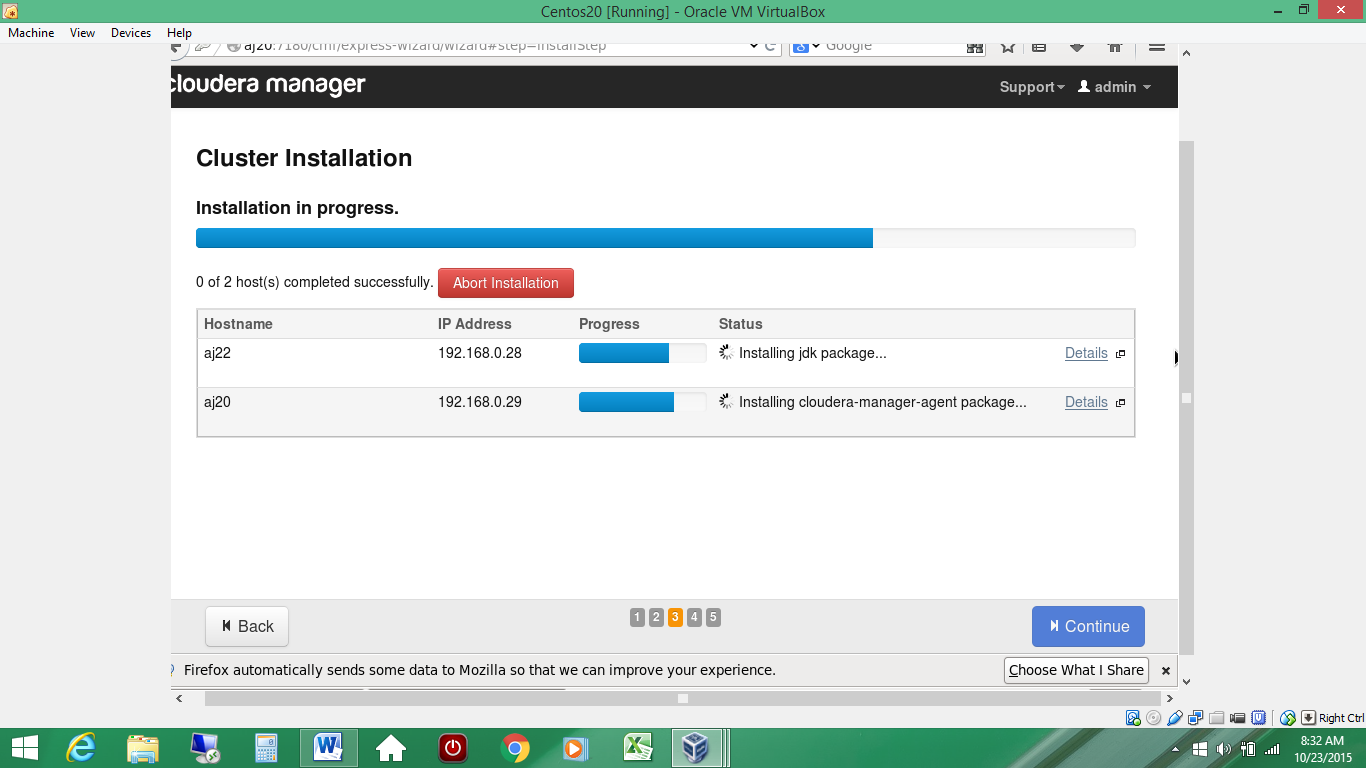 Centos20 [Running] - Oracle VM VirtualBox
Machine View Devices Help
aj20:7180/cmf/express-wizard/wizard#step=installStep
Google
cloudera manager
Support admin
Cluster Installation
Installation in progress.
0 of 2 host(s) completed successfully. Abort Installation
Hostname IP Address Progress Status
aj22 192.168.0.28 Installing jdk package... Details
aj20 192.168.0.29 Installing cloudera-manager-agent package... Details
Back 1 2 3 4 5 Continue
Firefox automatically sends some data to Mozilla so that we can improve your experience. Choose What I Share
Right Ctrl
8:32 AM
10/23/2015